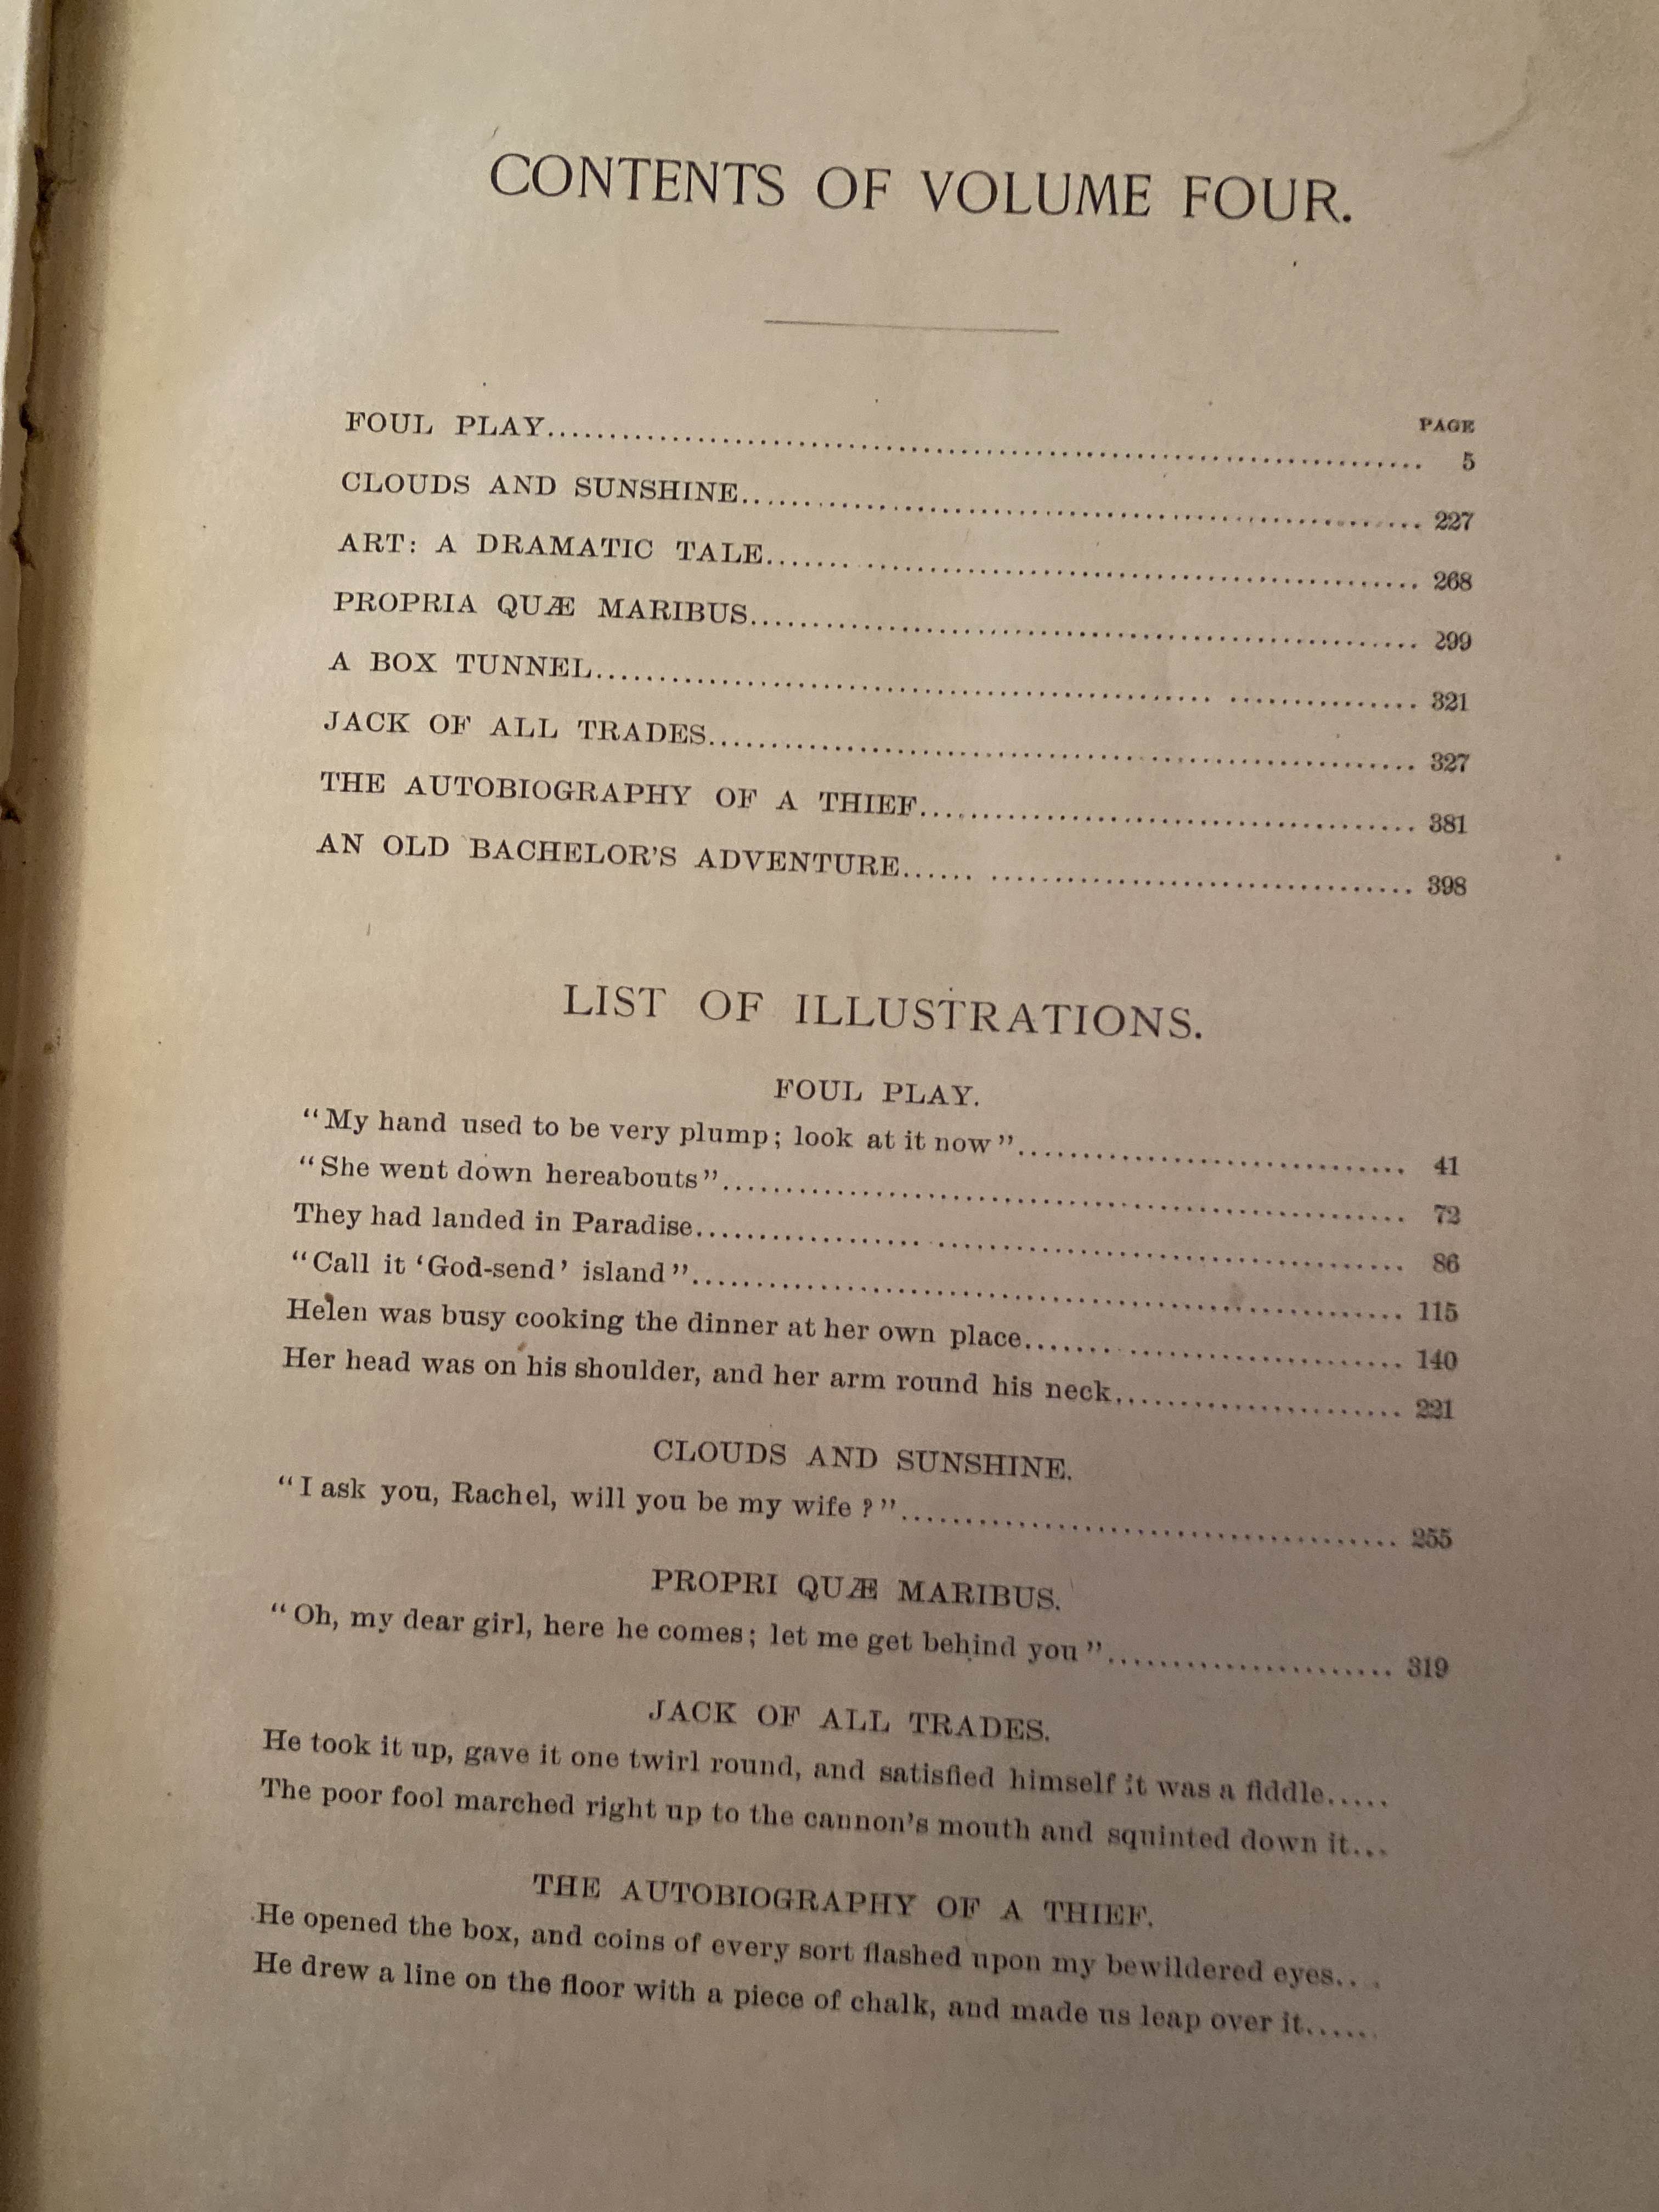 CONTENTS OF VOLUME FOUR.
PAGE
FOUL PLAY........................................ 5
CLOUDS AND SUNSHINE........................................ 227
ART: A DRAMATIC TALE........................................ 268
PROPRIA QUÆ MARIBUS........................................ 299
A BOX TUNNEL........................................ 321
JACK OF ALL TRADES........................................ 327
THE AUTOBIOGRAPHY OF A THIEF........................................ 381
AN OLD BACHELOR'S ADVENTURE........................................ 398
LIST OF ILLUSTRATIONS.
FOUL PLAY.
"My hand used to be very plump; look at it now"........................................ 41
"She went down hereabouts"........................................ 72
They had landed in Paradise........................................ 86
"Call it 'God-send' island"........................................ 115
Helen was busy cooking the dinner at her own place........................................ 140
Her head was on his shoulder, and her arm round his neck........................................ 221
CLOUDS AND SUNSHINE.
"I ask you, Rachel, will you be my wife?"........................................ 255
PROPRI QUÆ MARIBUS.
"Oh, my dear girl, here he comes; let me get behind you"........................................ 319
JACK OF ALL TRADES.
He took it up, gave it one twirl round, and satisfied himself it was a fiddle.....
The poor fool marched right up to the cannon's mouth and squinted down it...
THE AUTOBIOGRAPHY OF A THIEF.
He opened the box, and coins of every sort flashed upon my bewildered eyes...
He drew a line on the floor with a piece of chalk, and made us leap over it......